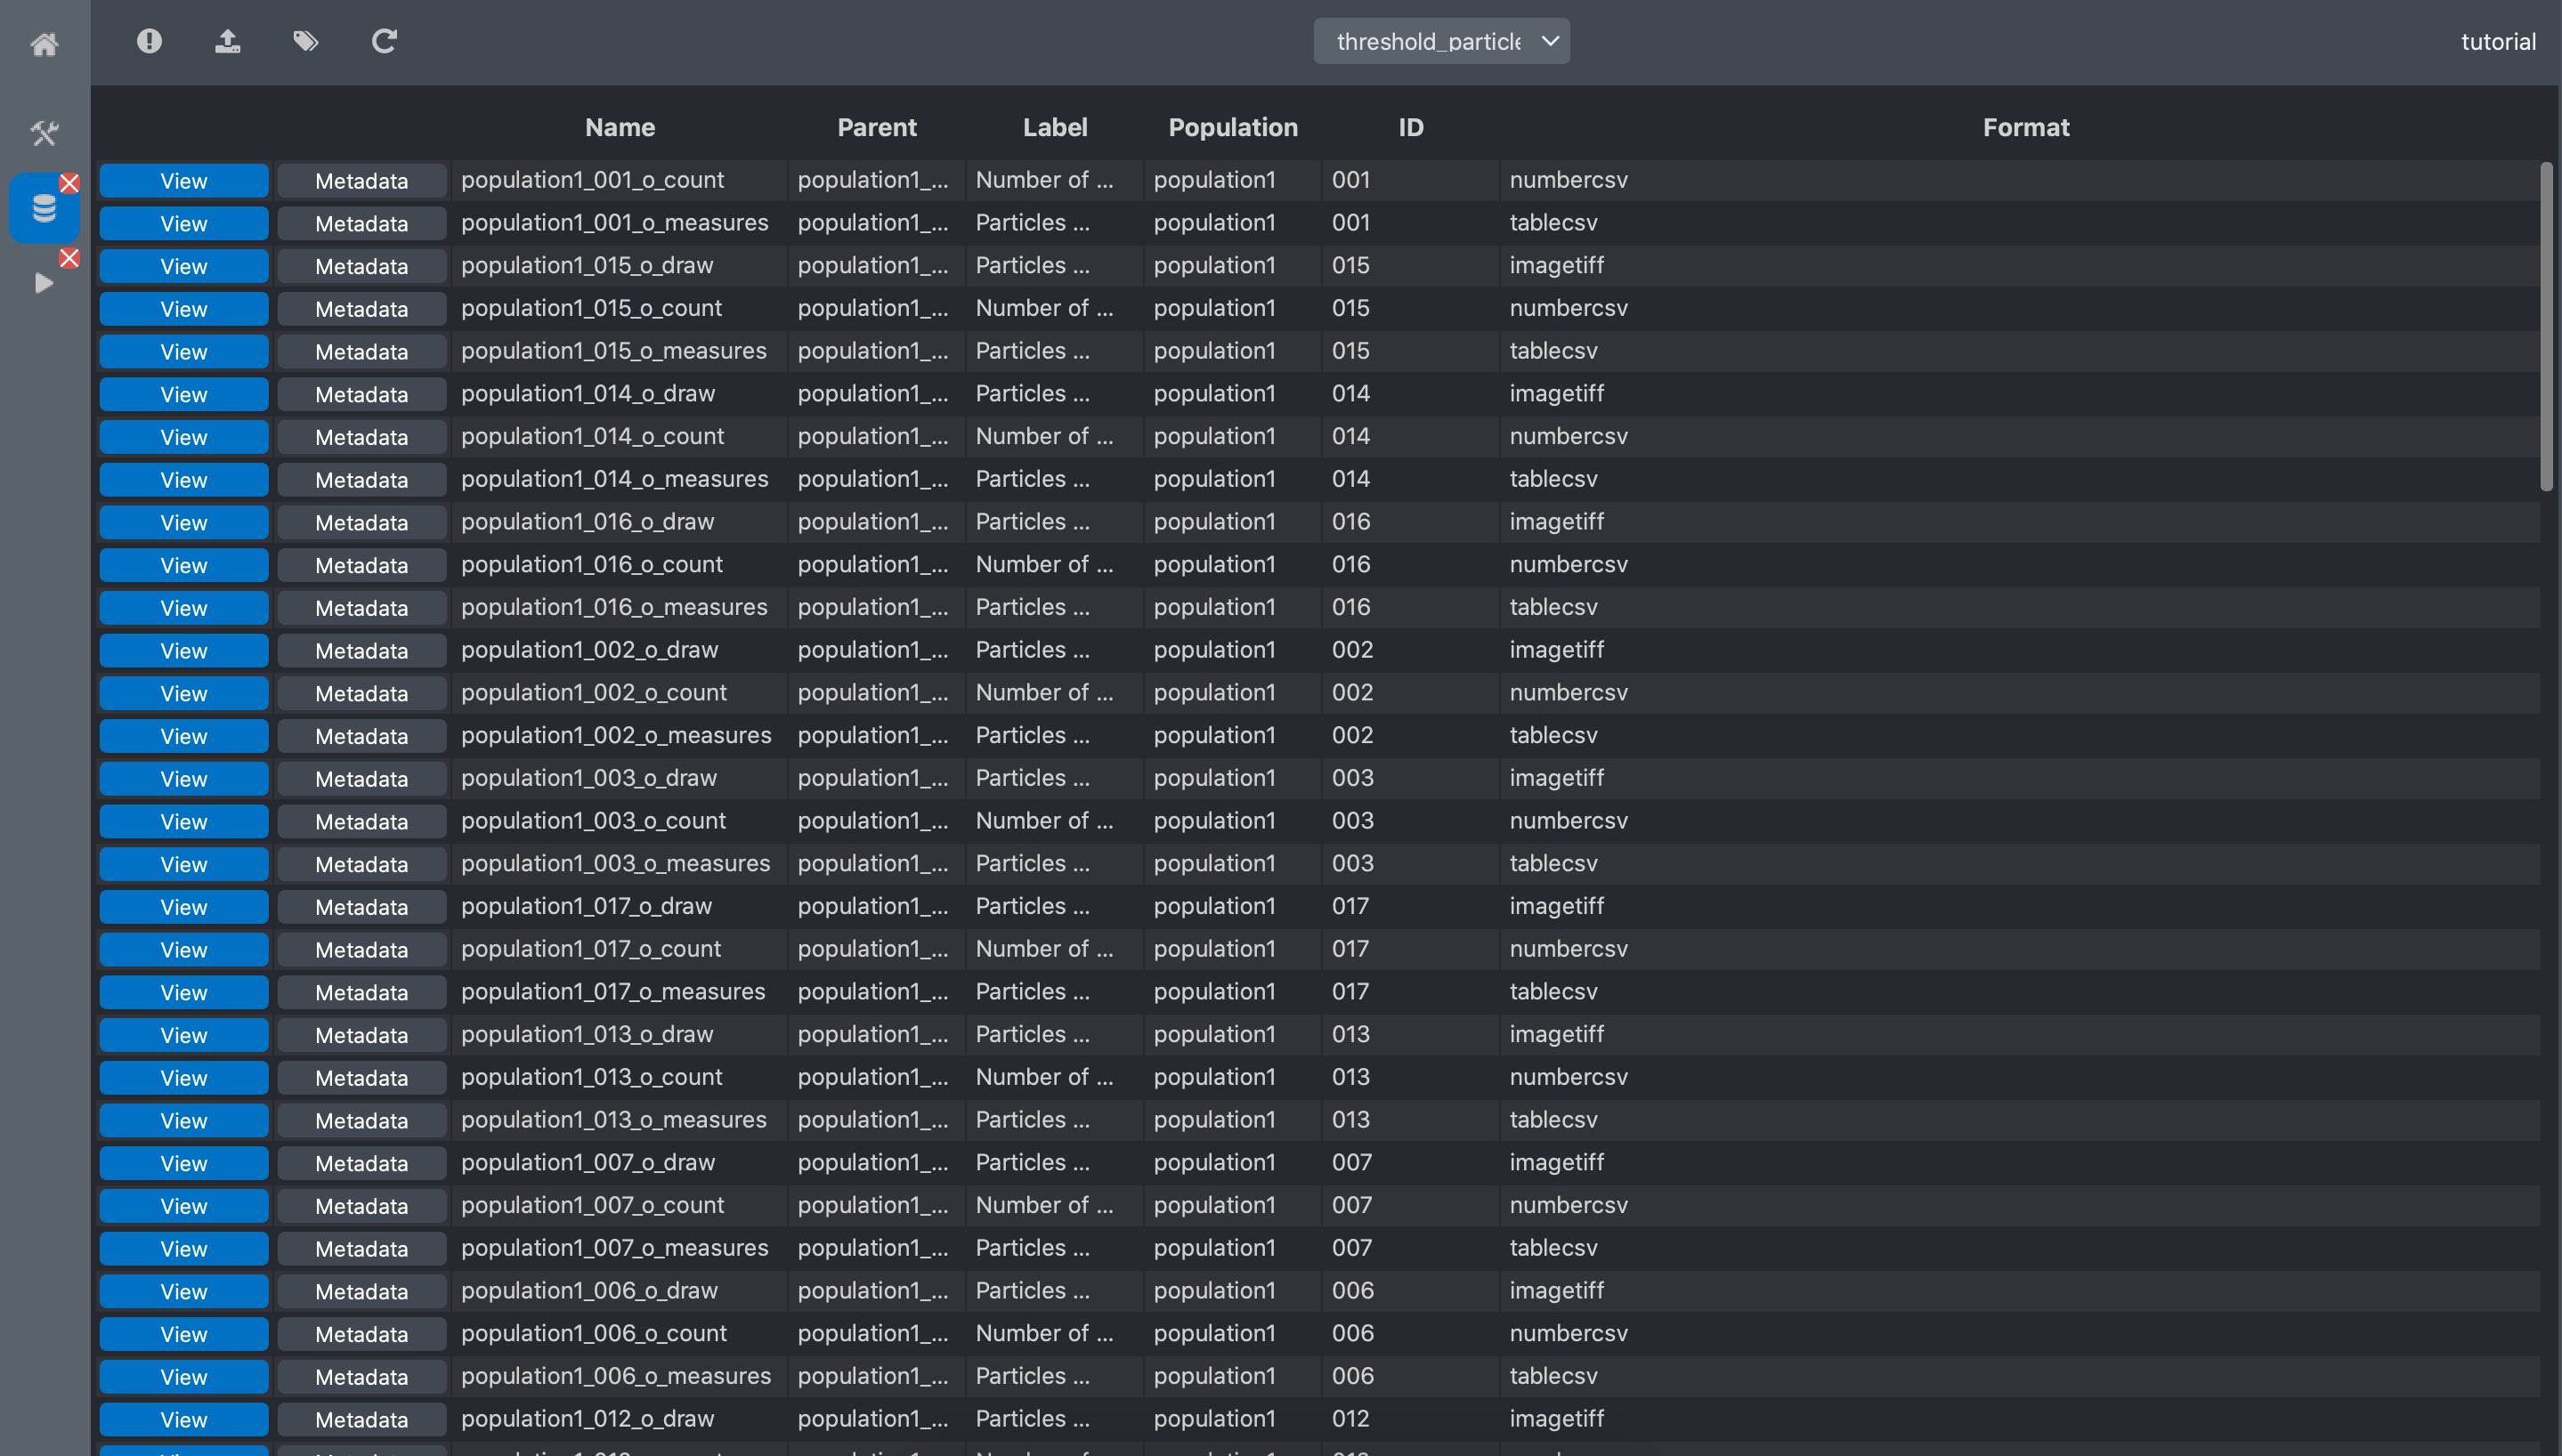 threshold_particle
tutorial
Name Parent Label Population ID Format
View Metadata population1_001_o_count population1_... Number of ... population1 001 numbercsv
View Metadata population1_001_o_measures population1_... Particles ... population1 001 tablecsv
View Metadata population1_015_o_draw population1_... Particles ... population1 015 imagetiff
View Metadata population1_015_o_count population1_... Number of ... population1 015 numbercsv
View Metadata population1_015_o_measures population1_... Particles ... population1 015 tablecsv
View Metadata population1_014_o_draw population1_... Particles ... population1 014 imagetiff
View Metadata population1_014_o_count population1_... Number of ... population1 014 numbercsv
View Metadata population1_014_o_measures population1_... Particles ... population1 014 tablecsv
View Metadata population1_016_o_draw population1_... Particles ... population1 016 imagetiff
View Metadata population1_016_o_count population1_... Number of ... population1 016 numbercsv
View Metadata population1_016_o_measures population1_... Particles ... population1 016 tablecsv
View Metadata population1_002_o_draw population1_... Particles ... population1 002 imagetiff
View Metadata population1_002_o_count population1_... Number of ... population1 002 numbercsv
View Metadata population1_002_o_measures population1_... Particles ... population1 002 tablecsv
View Metadata population1_003_o_draw population1_... Particles ... population1 003 imagetiff
View Metadata population1_003_o_count population1_... Number of ... population1 003 numbercsv
View Metadata population1_003_o_measures population1_... Particles ... population1 003 tablecsv
View Metadata population1_017_o_draw population1_... Particles ... population1 017 imagetiff
View Metadata population1_017_o_count population1_... Number of ... population1 017 numbercsv
View Metadata population1_017_o_measures population1_... Particles ... population1 017 tablecsv
View Metadata population1_013_o_draw population1_... Particles ... population1 013 imagetiff
View Metadata population1_013_o_count population1_... Number of ... population1 013 numbercsv
View Metadata population1_013_o_measures population1_... Particles ... population1 013 tablecsv
View Metadata population1_007_o_draw population1_... Particles ... population1 007 imagetiff
View Metadata population1_007_o_count population1_... Number of ... population1 007 numbercsv
View Metadata population1_007_o_measures population1_... Particles ... population1 007 tablecsv
View Metadata population1_006_o_draw population1_... Particles ... population1 006 imagetiff
View Metadata population1_006_o_count population1_... Number of ... population1 006 numbercsv
View Metadata population1_006_o_measures population1_... Particles ... population1 006 tablecsv
View Metadata population1_012_o_draw population1_... Particles ... population1 012 imagetiff